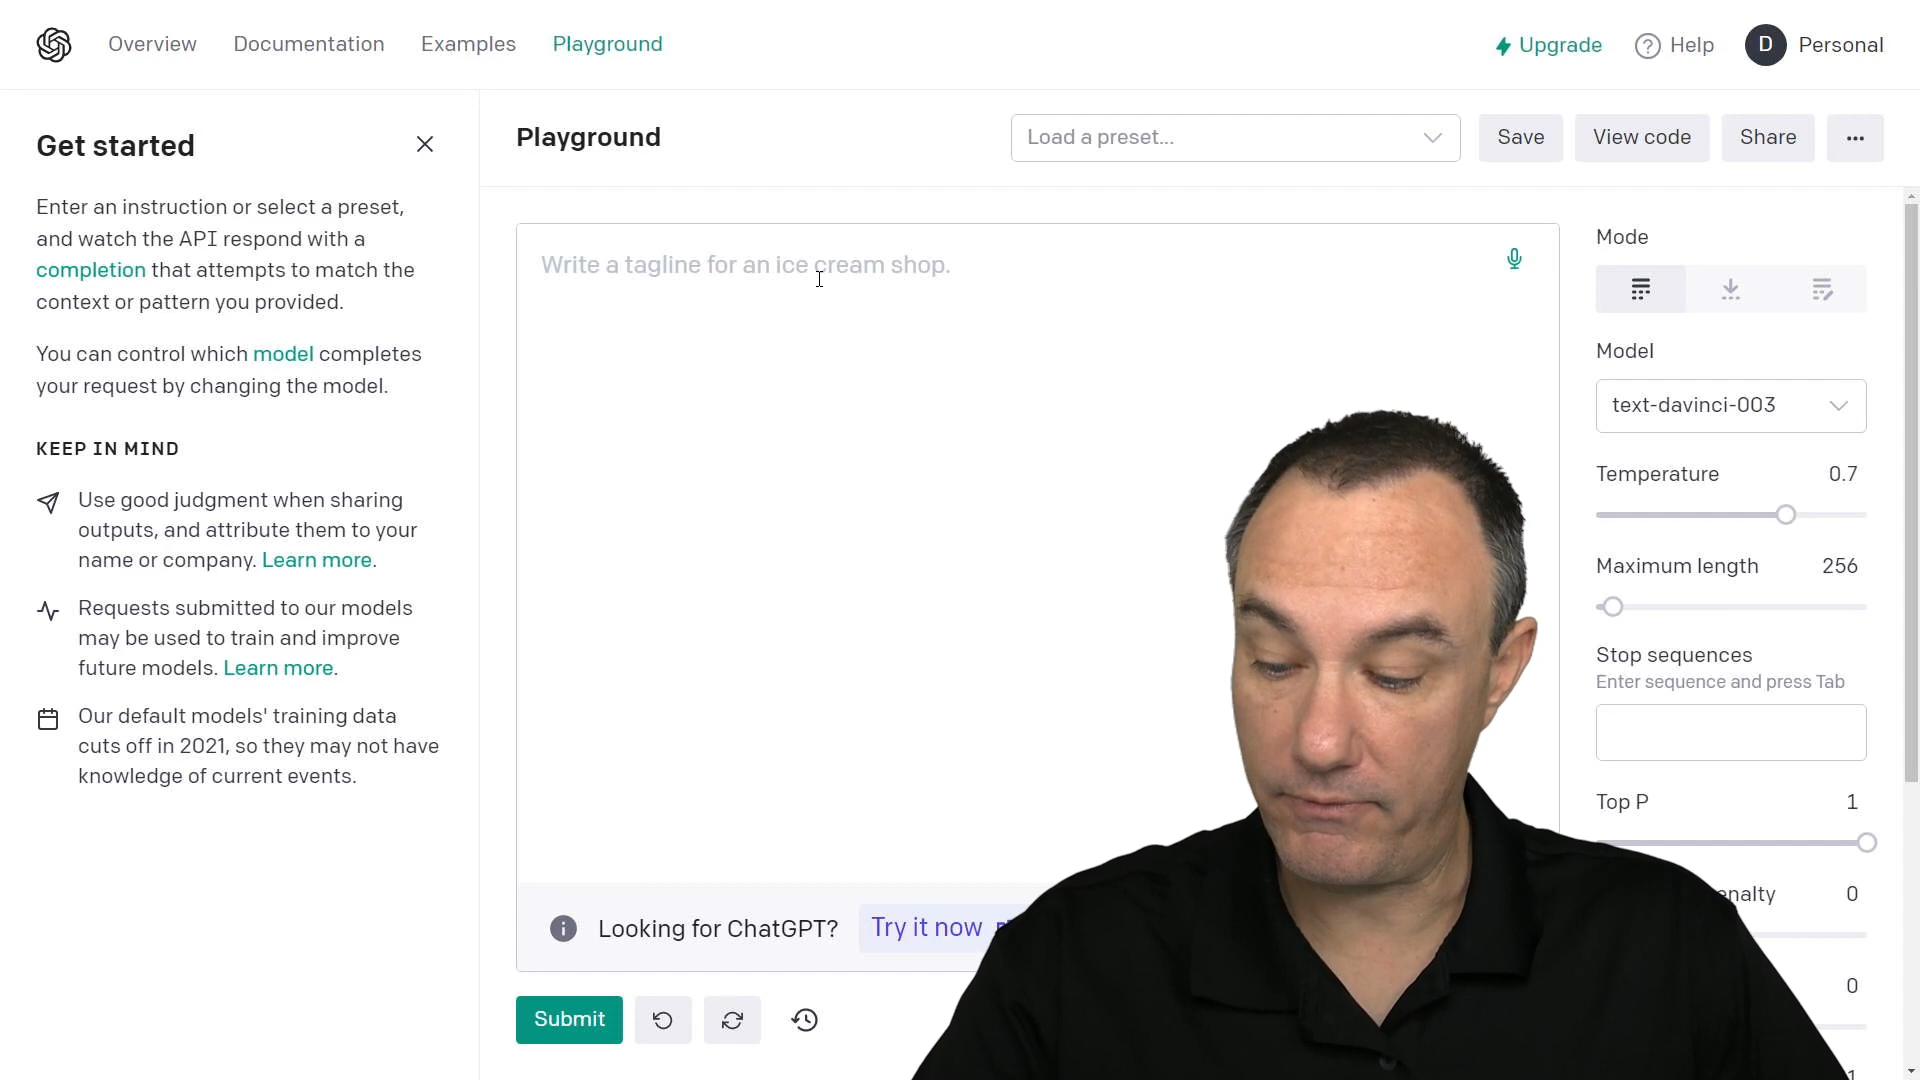 Overview
Documentation
Examples
Playground
Upgrade
Help
D
Personal
Get started
Enter an instruction or select a preset,
and watch the API respond with a
completion that attempts to match the
context or pattern you provided.
You can control which model completes
your request by changing the model.
KEEP IN MIND
Use good judgment when sharing
outputs, and attribute them to your
name or company. Learn more.
Requests submitted to our models
may be used to train and improve
future models. Learn more.
Our default models' training data
cuts off in 2021, so they may not have
knowledge of current events.
Playground
Load a preset...
Save
View code
Share
Write a tagline for an ice cream shop.
Looking for ChatGPT?
Try it now
Submit
Mode
Model
text-davinci-003
Temperature
0.7
Maximum length
256
Stop sequences
Enter sequence and press Tab
Top P
1
enalty
0
0
1